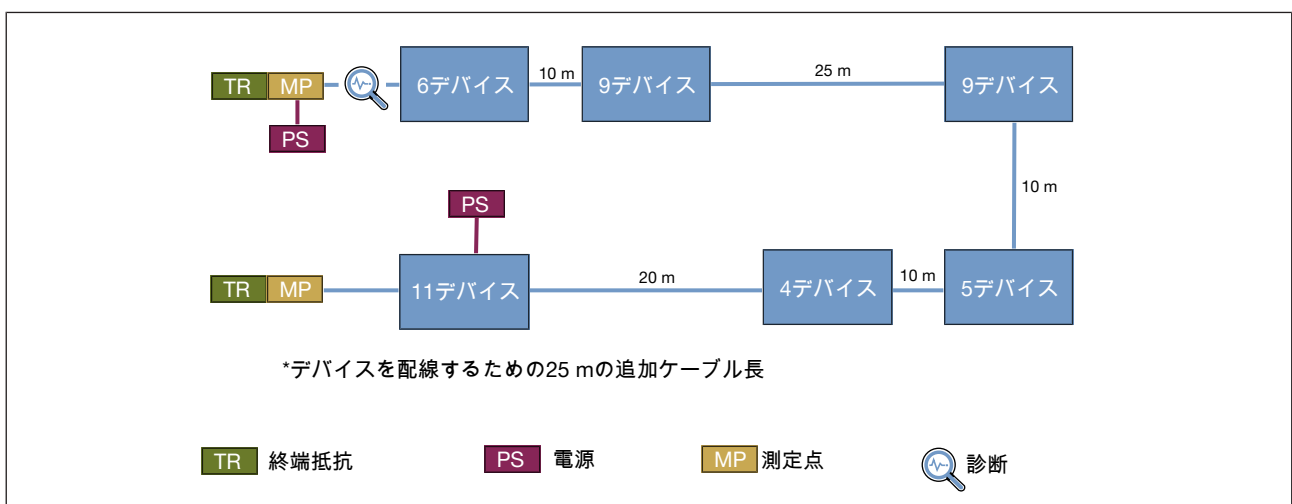 TR MP 6デバイス 10 m 9デバイス 25 m 9デバイス
PS
10 m
PS
TR MP 11デバイス 20 m 4デバイス 10 m 5デバイス
*デバイスを配線するための25 mの追加ケーブル長
TR 終端抵抗 PS 電源 MP 測定点 診断